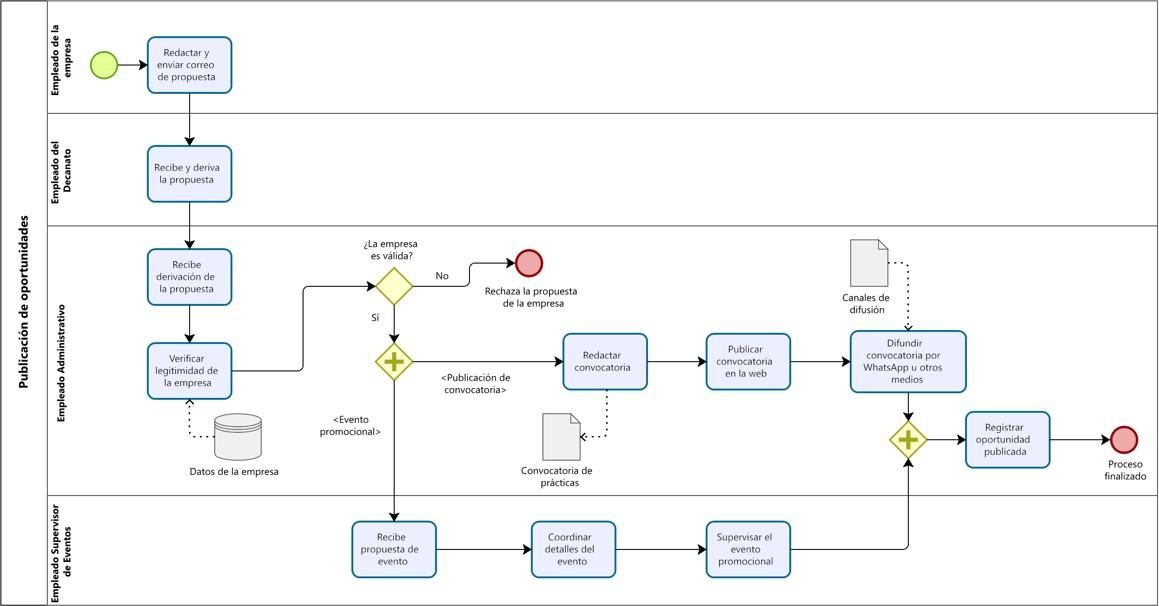 Publicación de oportunidades
Empleado de la
empresa
Redactar y
enviar correo
de propuesta
Empleado del
Decanato
Recibe y deriva
la propuesta
Empleado Administrativo
Recibe
derivación de
la propuesta
Verificar
legitimidad de
la empresa
Datos de la empresa
¿La empresa
es válida?
No
Rechaza la propuesta
de la empresa
Sí
<Publicación de
convocatoria>
<Evento
promocional>
Redactar
convocatoria
Convocatoria de
prácticas
Publicar
convocatoria
en la web
Canales de
difusión
Difundir
convocatoria por
WhatsApp u otros
medios
Registrar
oportunidad
publicada
Proceso
finalizado
Empleado Supervisor
de Eventos
Recibe
propuesta de
evento
Coordinar
detalles del
evento
Supervisar el
evento
promocional